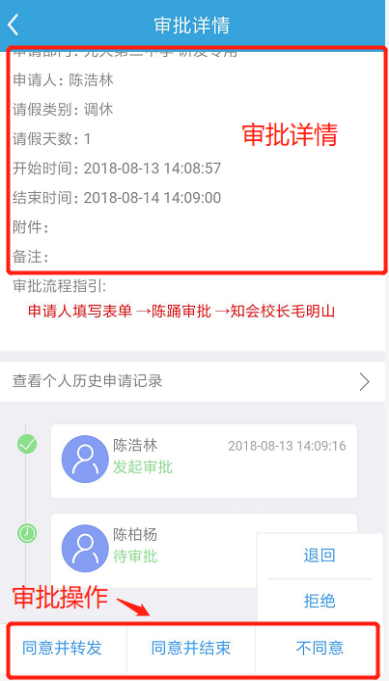 审批详情
申请人: 陈浩林
请假类别: 调休
请假天数: 1
审批详情
开始时间: 2018-08-13 14:08:57
结束时间: 2018-08-14 14:09:00
附件:
备注:
审批流程指引:
申请人填写表单 →陈踊审批 →知会校长毛明山
查看个人历史申请记录
陈浩林
2018-08-13 14:09:16
发起审批
陈柏杨
待审批
退回
拒绝
审批操作
同意并转发
同意并结束
不同意